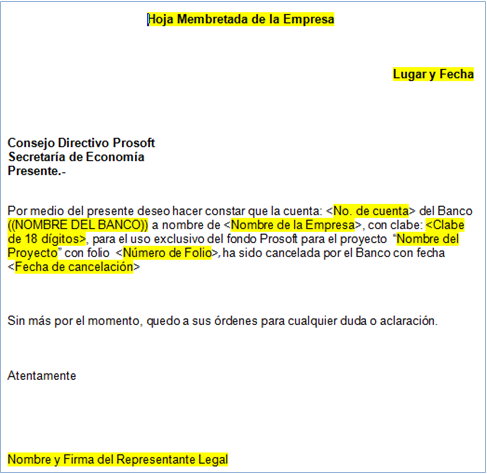 Hoja Membretada de la Empresa
Lugar y Fecha
Consejo Directivo Prosoft
Secretaría de Economía
Presente.-
Por medio del presente deseo hacer constar que la cuenta: <No. de cuenta> del Banco
((NOMBRE DEL BANCO)) a nombre de <Nombre de la Empresa>, con clabe: <Clabe
de 18 dígitos>, para el uso exclusivo del fondo Prosoft para el proyecto “Nombre del
Proyecto” con folio <Número de Folio>, ha sido cancelada por el Banco con fecha
<Fecha de cancelación>
Sin más por el momento, quedo a sus órdenes para cualquier duda o aclaración.
Atentamente
Nombre y Firma del Representante Legal